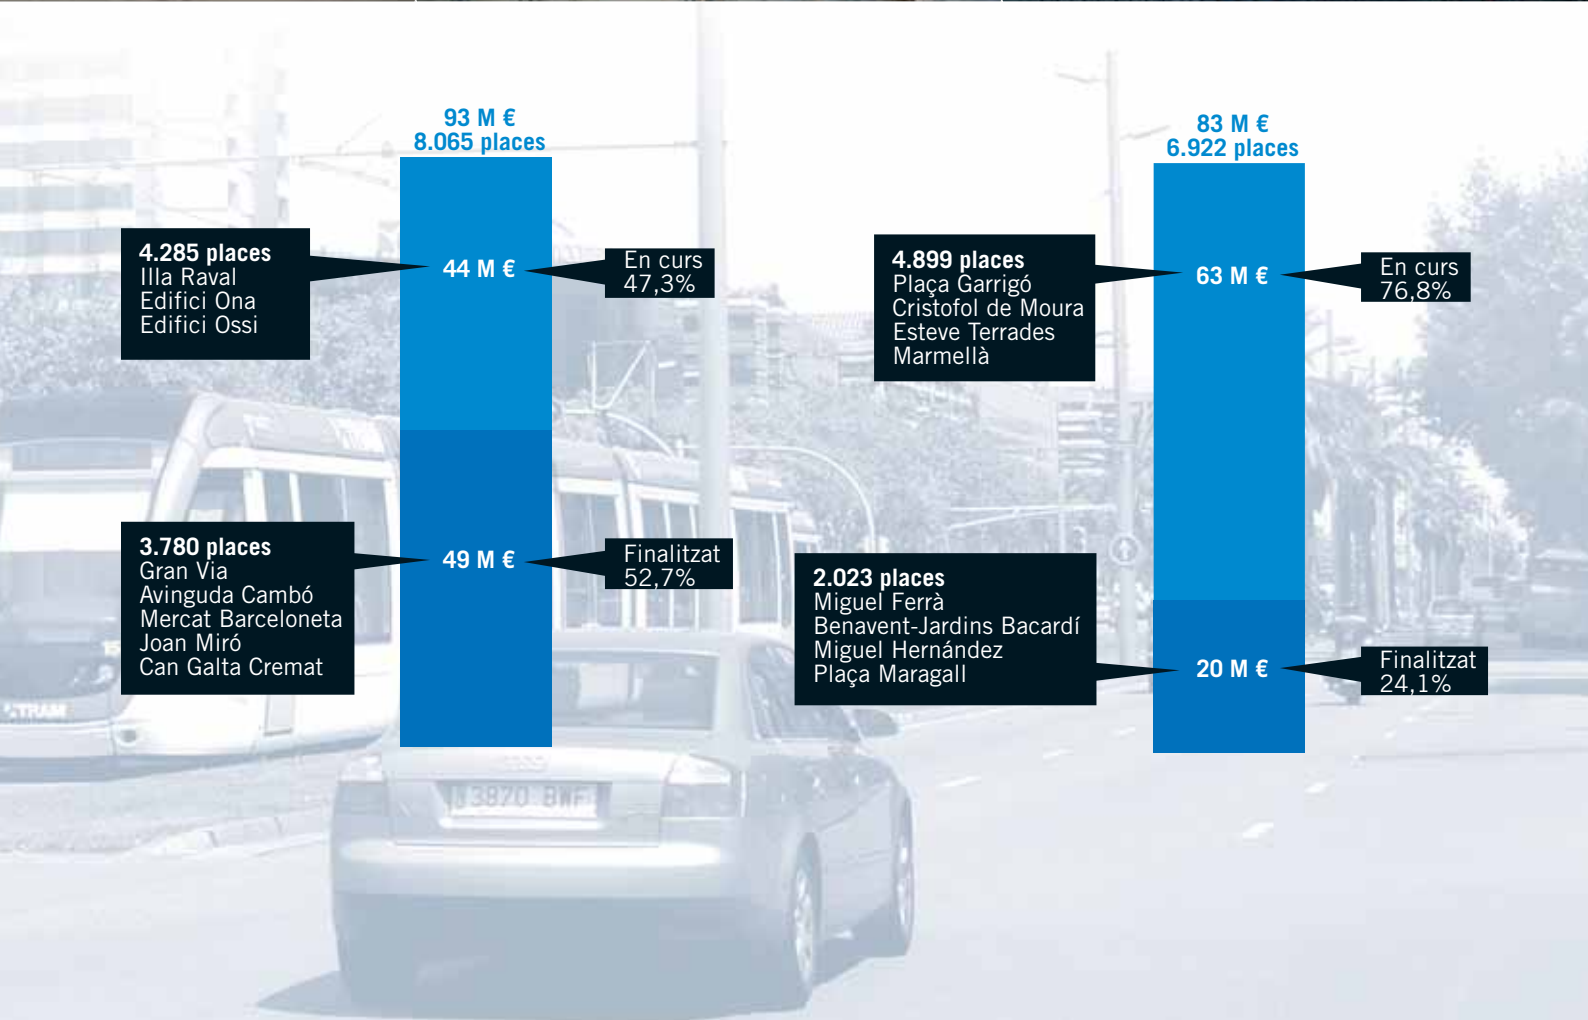 93 M €
8.065 places
4.285 places
Illa Raval
Edifici Ona
Edifici Ossi
44 M €
En curs
47,3%
3.780 places
Gran Via
Avinguda Cambó
Mercat Barceloneta
Joan Miró
Can Galta Cremat
49 M €
Finalitzat
52,7%
83 M €
6.922 places
4.899 places
Plaça Garrigó
Cristofol de Moura
Esteve Terrades
Marmellà
63 M €
En curs
76,8%
2.023 places
Miguel Ferrà
Benavent-Jardins Bacardí
Miguel Hernández
Plaça Maragall
20 M €
Finalitzat
24,1%
TRAM
3870 BWF